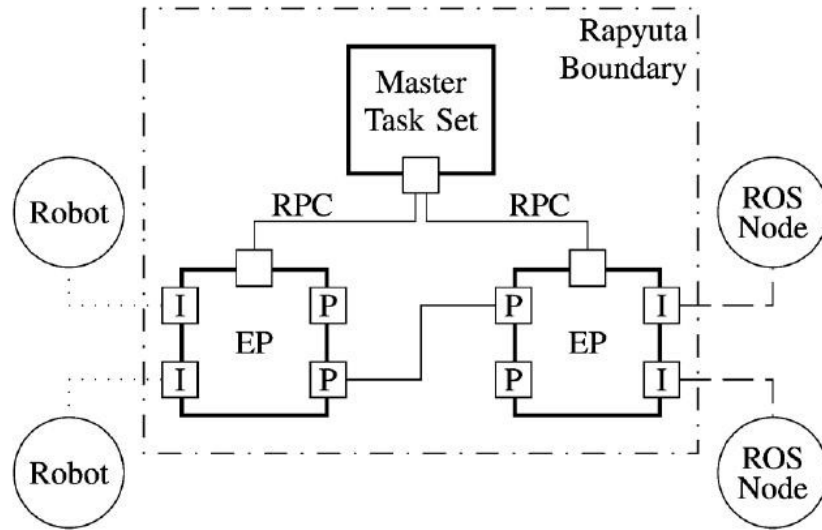 Rapyuta
Boundary
Master
Task Set
RPC
RPC
Robot
ROS
Node
I
P
P
I
EP
EP
I
P
P
I
Robot
ROS
Node